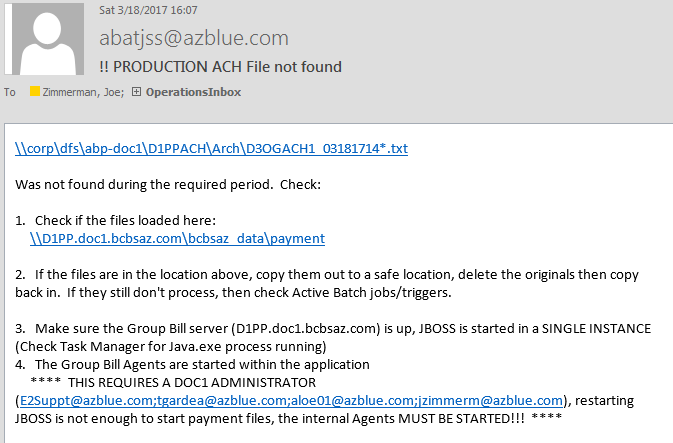 Sat 3/18/2017 16:07
abatjss@azblue.com
!! PRODUCTION ACH File not found
To Zimmerman, Joe; OperationsInbox
\\corp\dfs\abp-doc1\D1PPACH\Arch\D3OGACH1_03181714*.txt
Was not found during the required period. Check:
1. Check if the files loaded here:
\\D1PP.doc1.bcbsaz.com\bcbsaz_data\payment
2. If the files are in the location above, copy them out to a safe location, delete the originals then copy
back in. If they still don't process, then check Active Batch jobs/triggers.
3. Make sure the Group Bill server (D1PP.doc1.bcbsaz.com) is up, JBOSS is started in a SINGLE INSTANCE
(Check Task Manager for Java.exe process running)
4. The Group Bill Agents are started within the application
**** THIS REQUIRES A DOC1 ADMINISTRATOR
(E2Suppt@azblue.com;tgardea@azblue.com;aloe01@azblue.com;jzimmerm@azblue.com), restarting
JBOSS is not enough to start payment files, the internal Agents MUST BE STARTED!!! ****